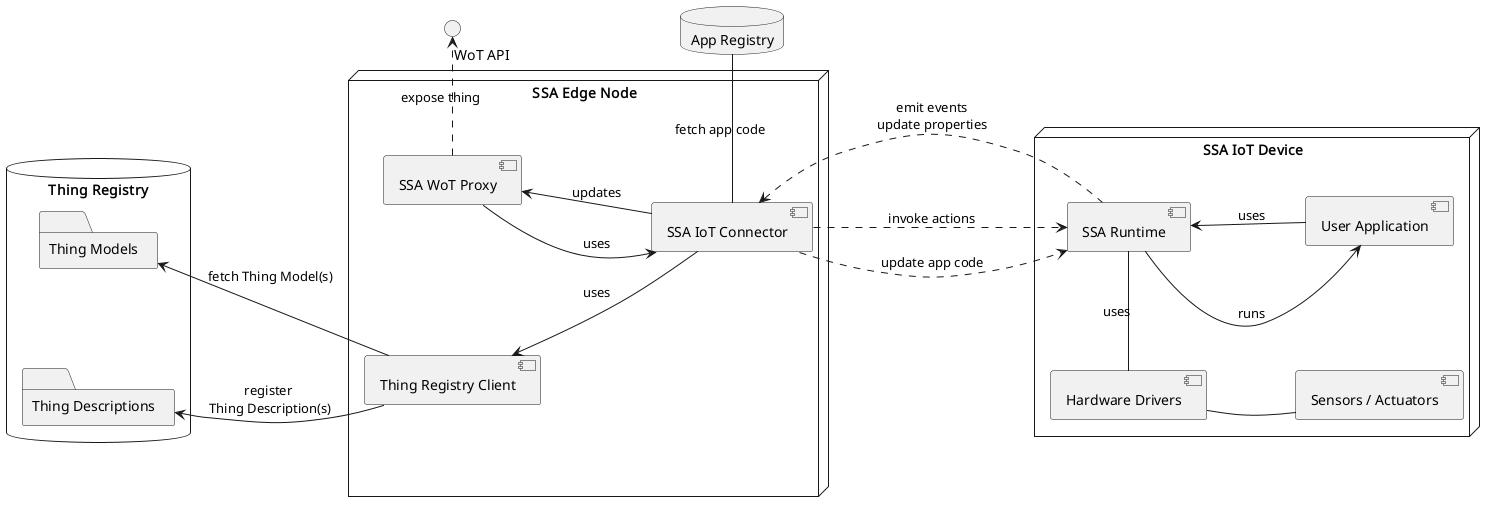 App Registry
WoT API
SSA Edge Node
expose thing
fetch app code
emit events
update properties
SSA IoT Device
Thing Registry
SSA WoT Proxy
updates
SSA IoT Connector
uses
invoke actions
update app code
SSA Runtime
uses
User Application
Thing Models
fetch Thing Model(s)
uses
uses
runs
Thing Registry Client
Thing Descriptions
register
Thing Description(s)
Hardware Drivers
Sensors / Actuators